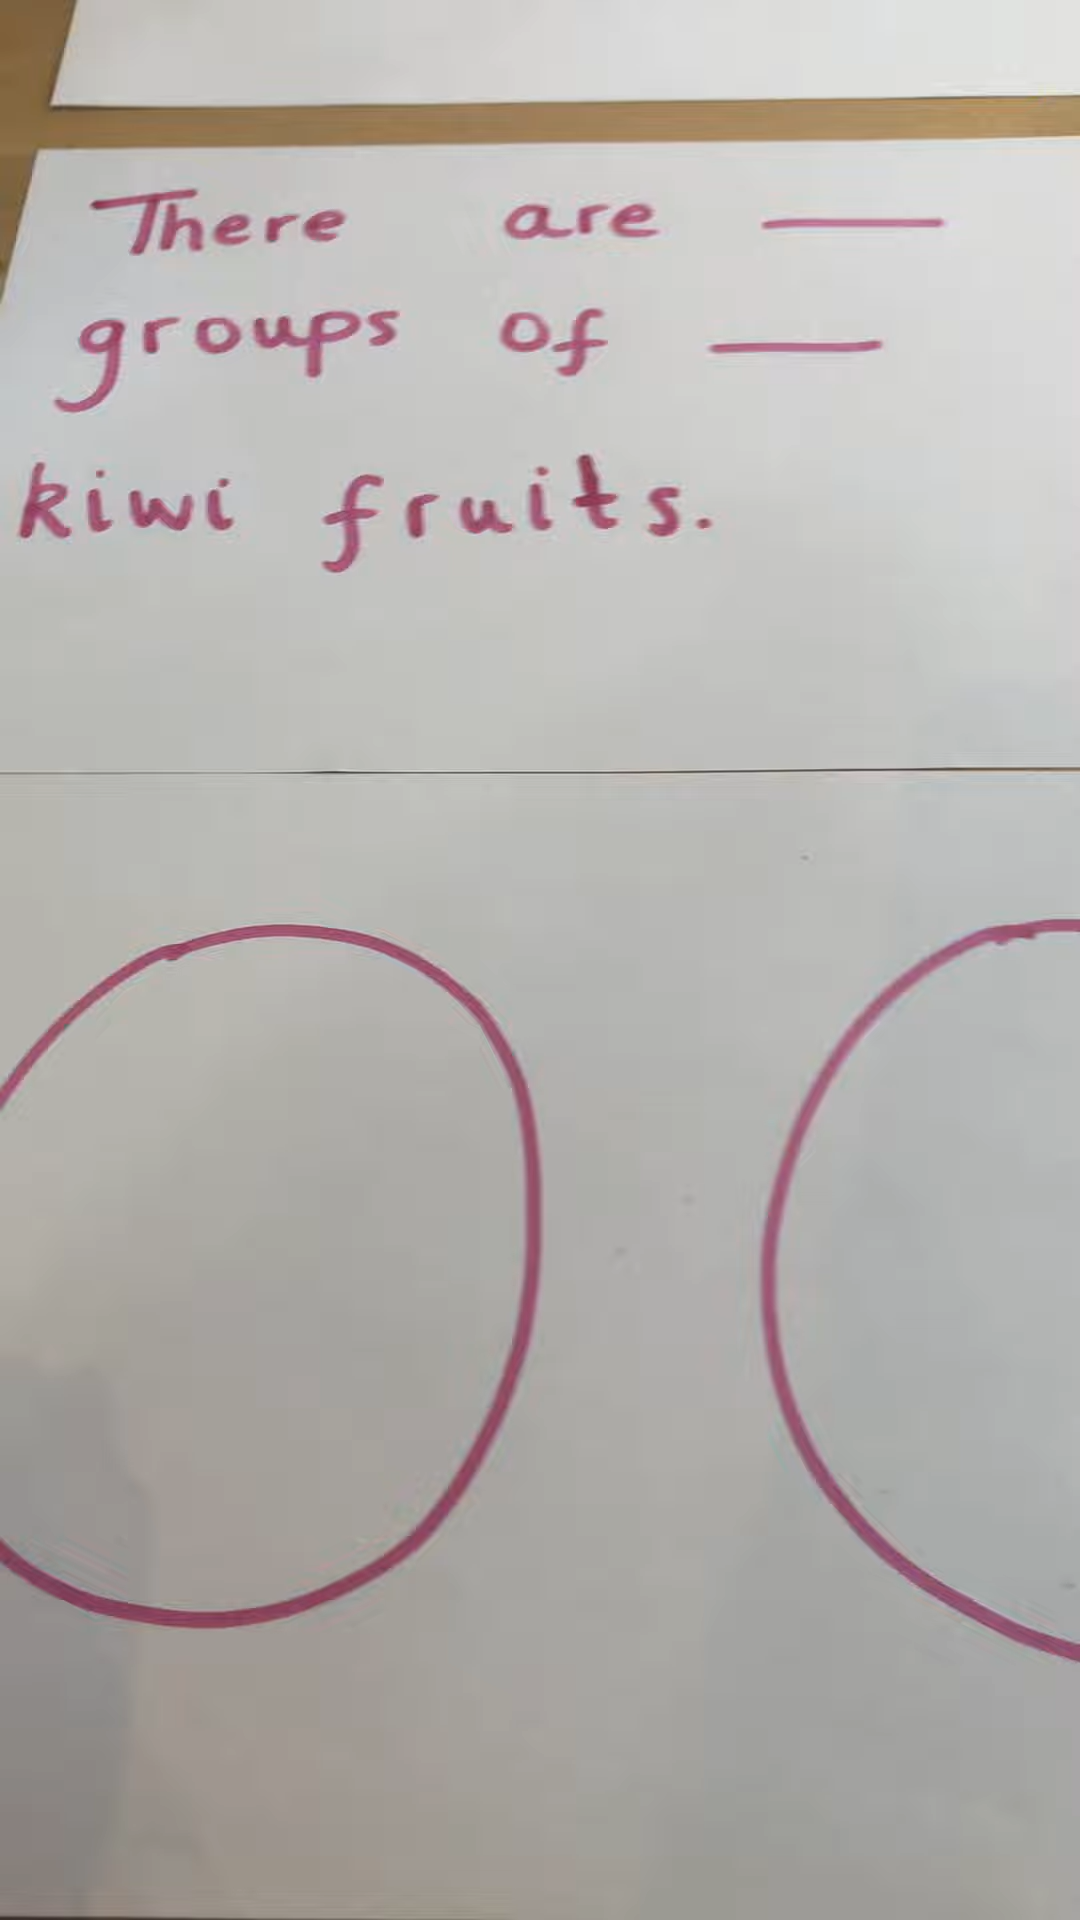 There are ___
groups of ___
kiwi fruits.